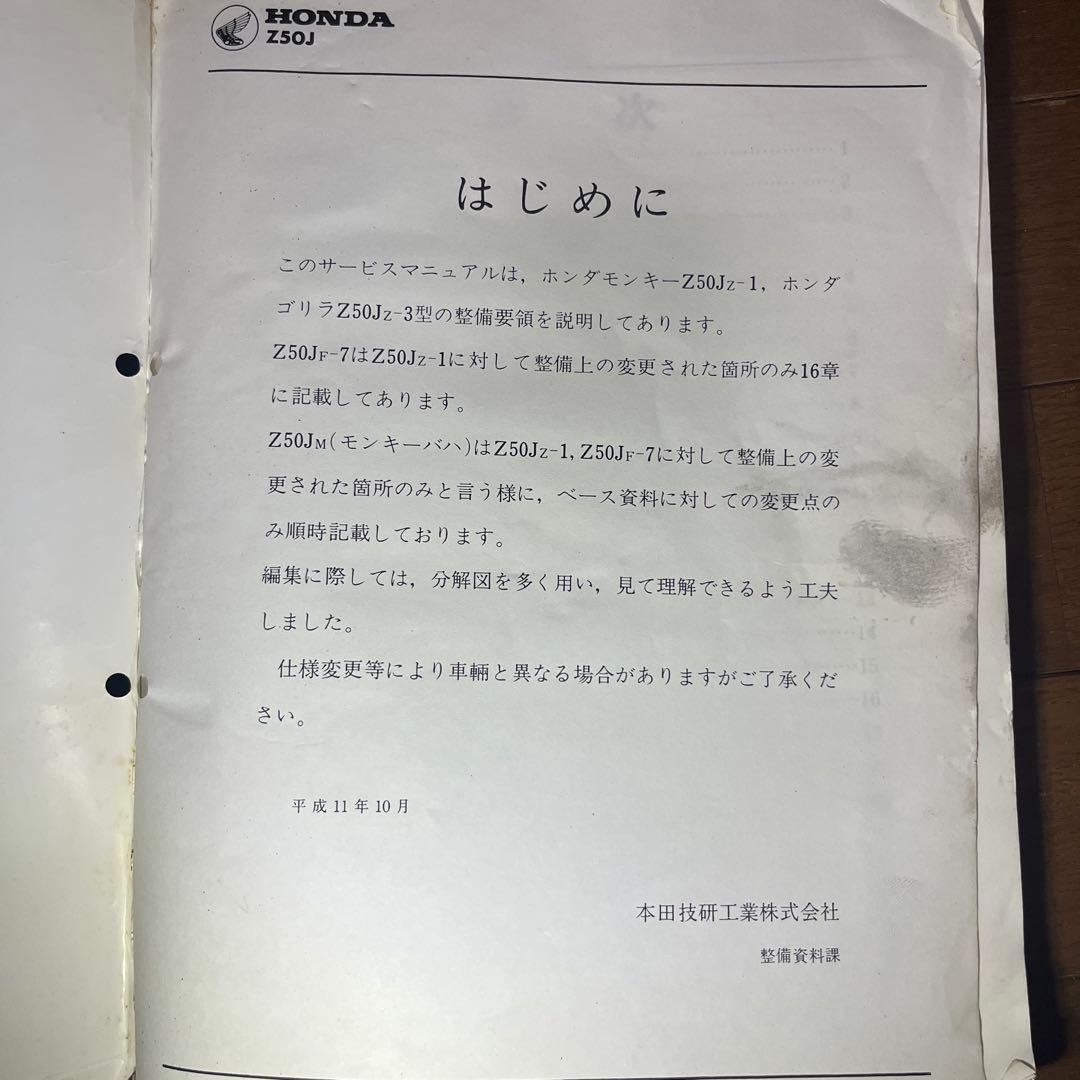 HONDA
Z50J
はじめに
このサービスマニュアルは，ホンダモンキーZ50JZ-1，ホンダ
ゴリラZ50JZ-3型の整備要領を説明してあります。
Z50JF-7はZ50JZ-1に対して整備上の変更された箇所のみ16章
に記載してあります。
Z50JM(モンキーバハ)はZ50JZ-1, Z50JF-7に対して整備上の変
更された箇所のみと言う様に，ベース資料に対しての変更点の
み順時記載しております。
編集に際しては，分解図を多く用い，見て理解できるよう工夫
しました。
仕様変更等により車輛と異なる場合がありますがご了承くだ
さい。
平成11年10月
本田技研工業株式会社
整備資料課